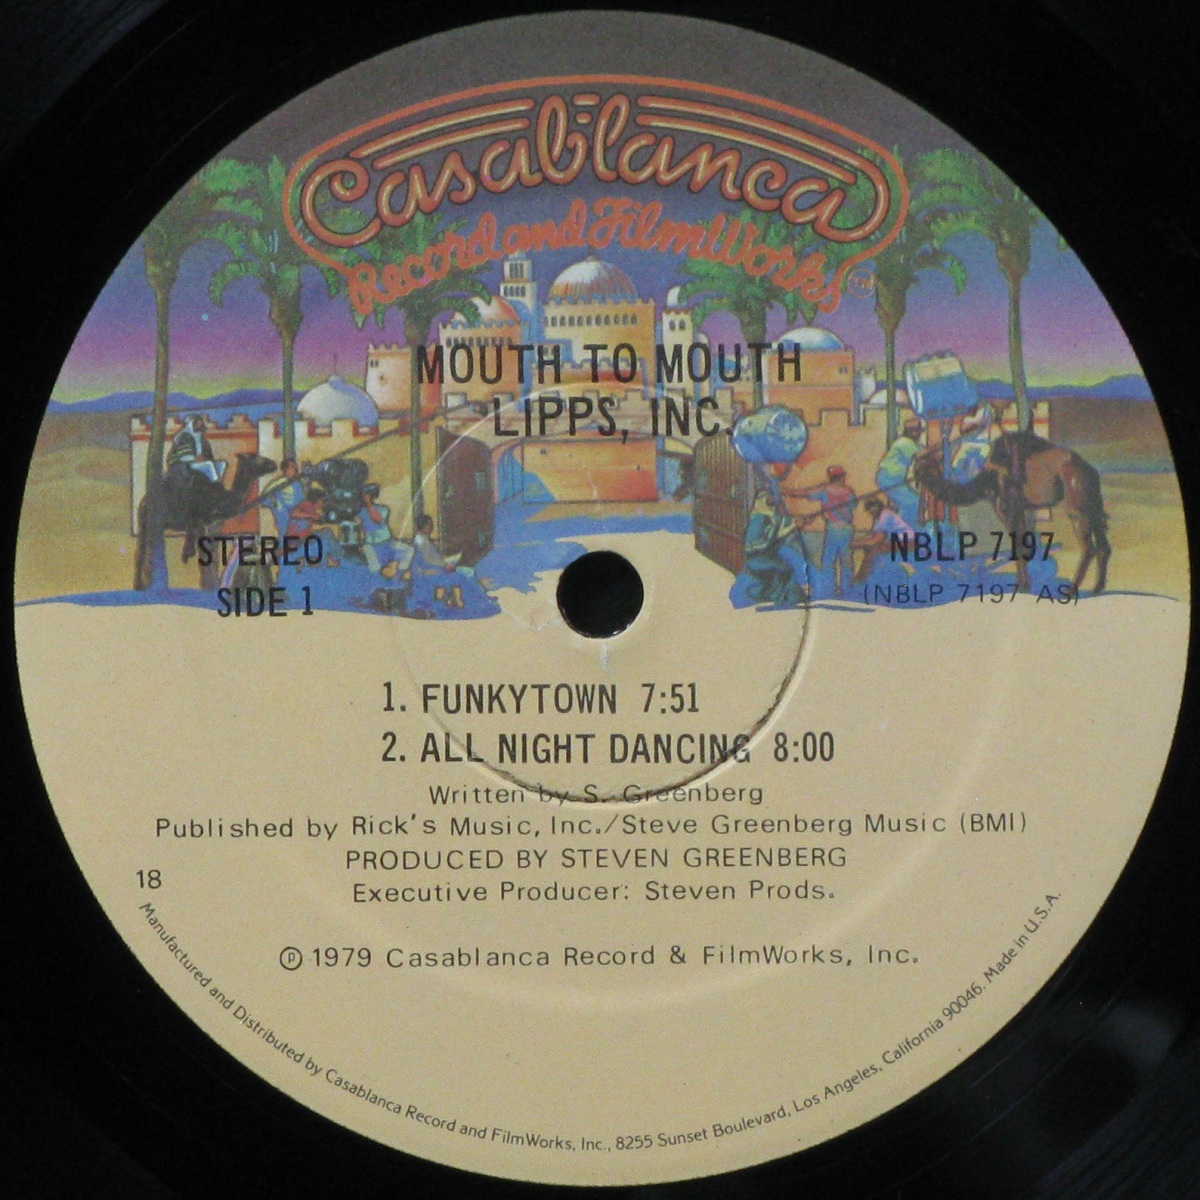 Casablanca
Record and FilmWorks TM
MOUTH TO MOUTH
LIPPS, INC.
STEREO
SIDE 1
NBLP 7197
(NBLP 7197 AS)
1. FUNKYTOWN 7:51
2. ALL NIGHT DANCING 8:00
Written by S. Greenberg
Published by Rick's Music, Inc./Steve Greenberg Music (BMI)
PRODUCED BY STEVEN GREENBERG
18
Executive Producer: Steven Prods.
℗ 1979 Casablanca Record & FilmWorks, Inc.
Manufactured and Distributed by Casablanca Record and FilmWorks, Inc., 8255 Sunset Boulevard, Los Angeles, California 90046. Made in U.S.A.